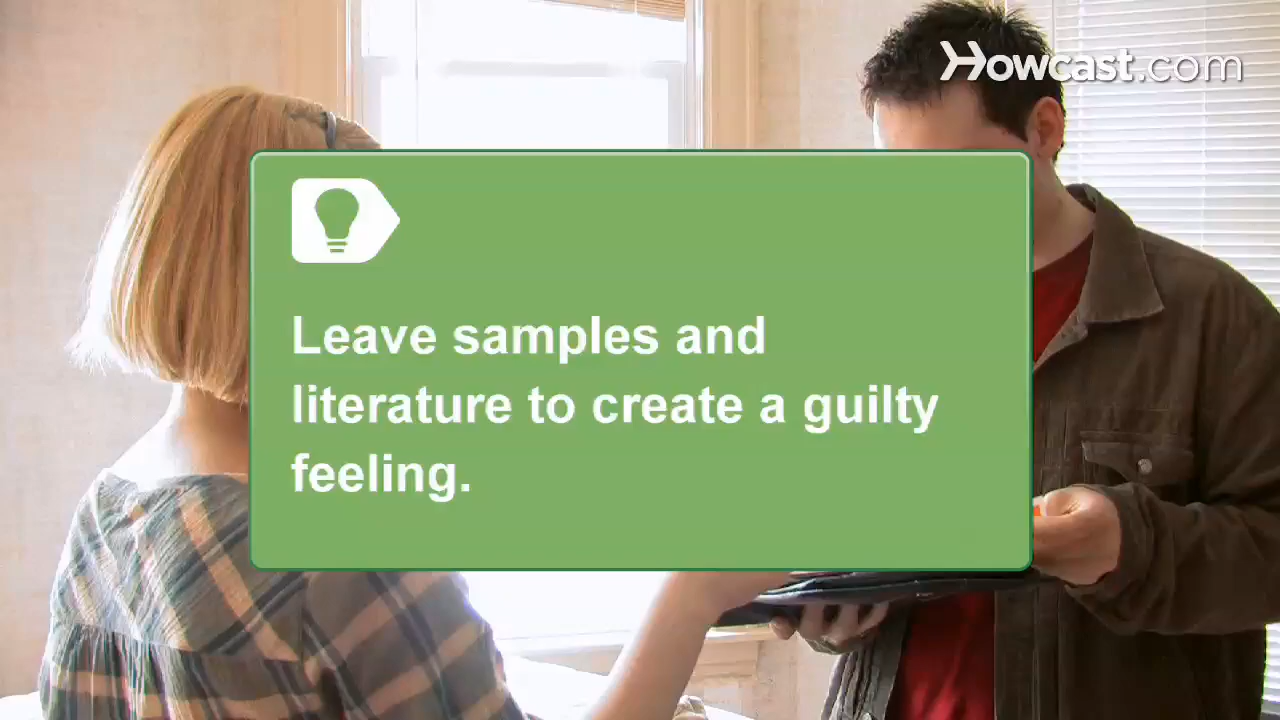 Howcast.com
Leave samples and
literature to create a guilty
feeling.